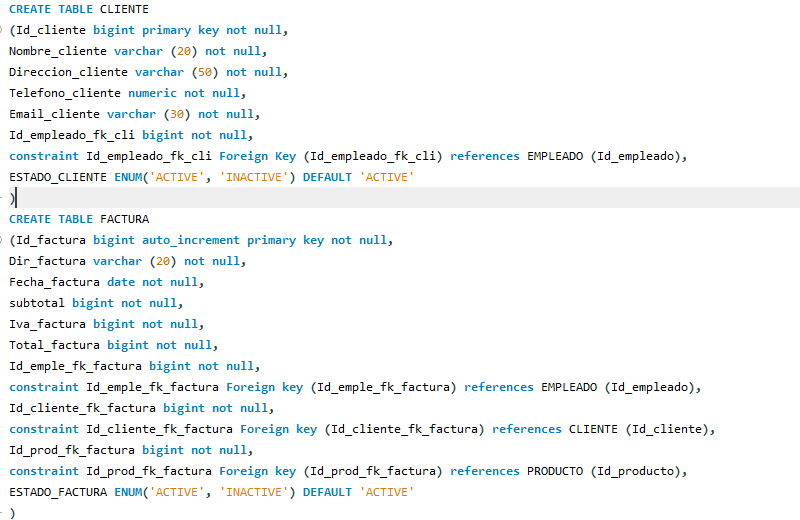 CREATE TABLE CLIENTE
(Id_cliente bigint primary key not null,
Nombre_cliente varchar (20) not null,
Direccion_cliente varchar (50) not null,
Telefono_cliente numeric not null,
Email_cliente varchar (30) not null,
Id_empleado_fk_cli bigint not null,
constraint Id_empleado_fk_cli Foreign Key (Id_empleado_fk_cli) references EMPLEADO (Id_empleado),
ESTADO_CLIENTE ENUM('ACTIVE', 'INACTIVE') DEFAULT 'ACTIVE'
)
CREATE TABLE FACTURA
(Id_factura bigint auto_increment primary key not null,
Dir_factura varchar (20) not null,
Fecha_factura date not null,
subtotal bigint not null,
Iva_factura bigint not null,
Total_factura bigint not null,
Id_emple_fk_factura bigint not null,
constraint Id_emple_fk_factura Foreign key (Id_emple_fk_factura) references EMPLEADO (Id_empleado),
Id_cliente_fk_factura bigint not null,
constraint Id_cliente_fk_factura Foreign key (Id_cliente_fk_factura) references CLIENTE (Id_cliente),
Id_prod_fk_factura bigint not null,
constraint Id_prod_fk_factura Foreign key (Id_prod_fk_factura) references PRODUCTO (Id_producto),
ESTADO_FACTURA ENUM('ACTIVE', 'INACTIVE') DEFAULT 'ACTIVE'
)